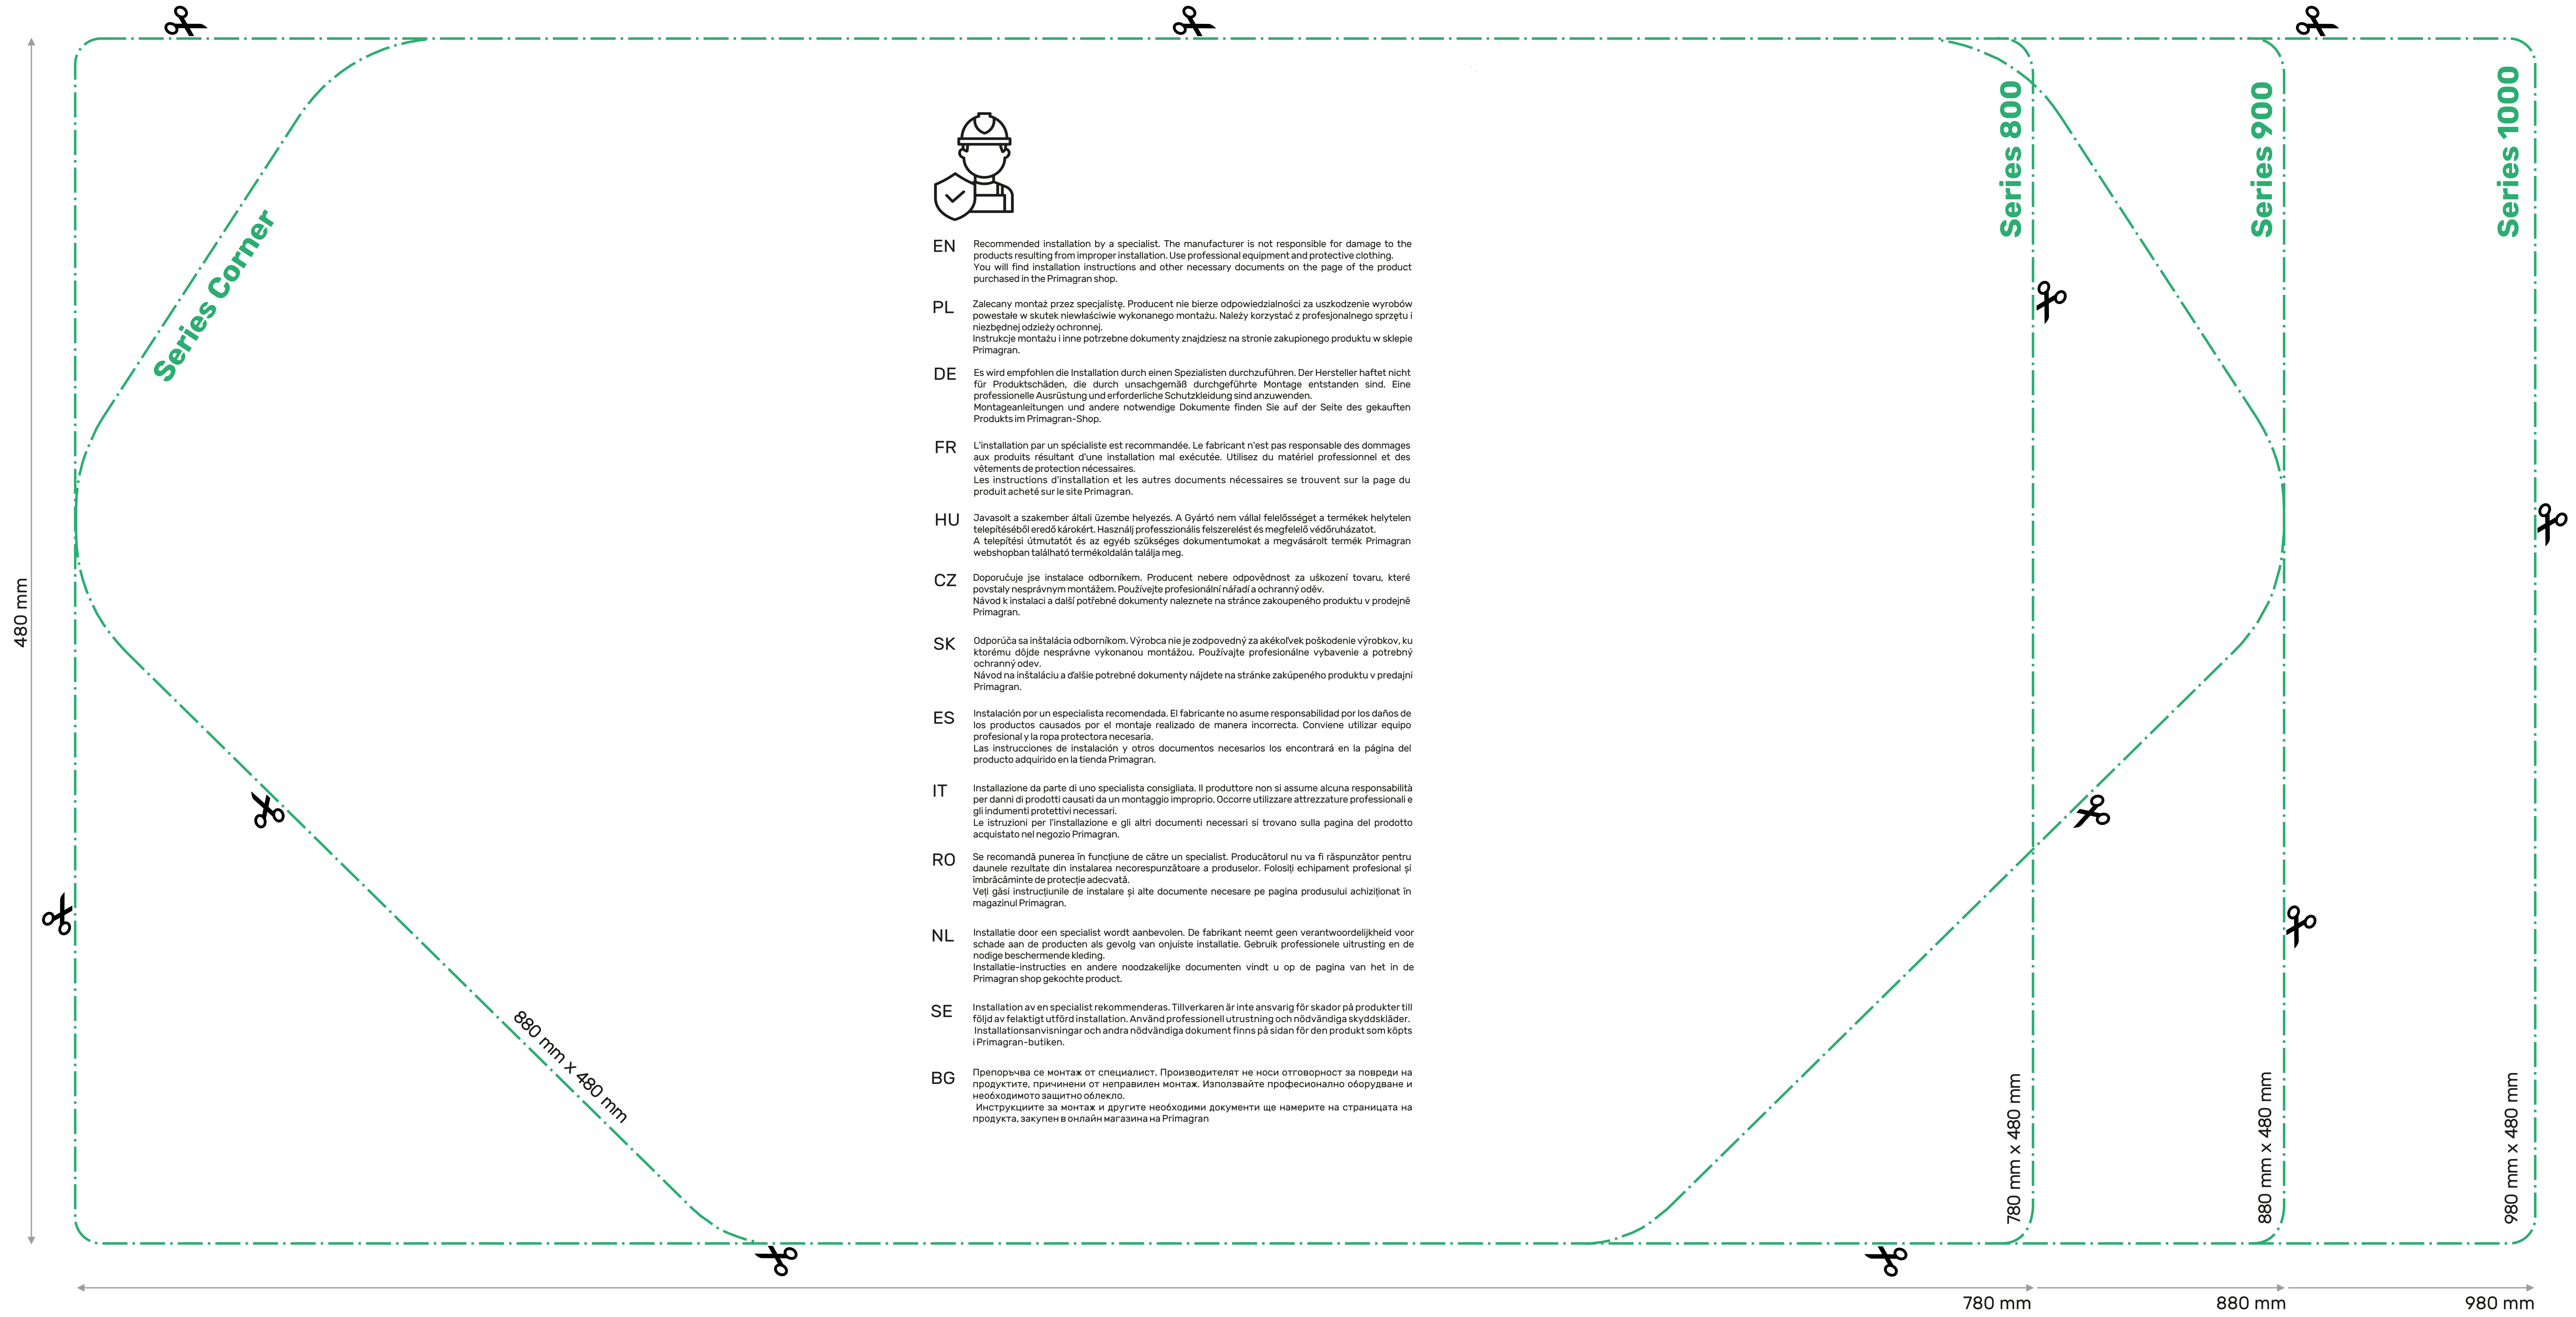 Series Corner
Series 800
Series 900
Series 1000
EN
Recommended installation by a specialist. The manufacturer is not responsible for damage to the
products resulting from improper installation. Use professional equipment and protective clothing.
You will find installation instructions and other necessary documents on the page of the product
purchased in the Primagran shop.
PL
Zalecany montaż przez specjalistę. Producent nie bierze odpowiedzialności za uszkodzenie wyrobów
powestałe w skutek niewłaściwie wykonanego montażu. Należy korzystać z profesjonalnego sprzętu i
niezbędnej odzieży ochronnej.
Instrukcje montażu i inne potrzebne dokumenty znajdziesz na stronie zakupionego produktu w sklepie
Primagran.
DE
Es wird empfohlen die Installation durch einen Spezialisten durchzuführen. Der Hersteller haftet nicht
für Produktschäden, die durch unsachgemäß durchgeführte Montage entstanden sind. Eine
professionelle Ausrüstung und erforderliche Schutzkleidung sind anzuwenden.
Montageanleitungen und andere notwendige Dokumente finden Sie auf der Seite des gekauften
Produkts im Primagran-Shop.
FR
L'installation par un spécialiste est recommandée. Le fabricant n'est pas responsable des dommages
aux produits résultant d'une installation mal exécutée. Utilisez du matériel professionnel et des
vêtements de protection nécessaires.
Les instructions d'installation et les autres documents nécessaires se trouvent sur la page du
produit acheté sur le site Primagran.
HU
Javasolt a szakember általi üzembe helyezés. A Gyártó nem vállal felelősséget a termékek helytelen
telepítéséből eredő károkért. Használj professzionális felszerelést és megfelelő védőruházatot.
A telepítési útmutatót és az egyéb szükséges dokumentumokat a megvásárolt termék Primagran
webshopban található termékoldalán találja meg.
CZ
Doporučuje jse instalace odborníkem. Producent nebere odpovědnost za uškození tovaru, které
povstaly nesprávnym montážem. Používejte profesionální nářadí a ochranný oděv.
Návod k instalaci a další potřebné dokumenty naleznete na stránce zakoupeného produktu v prodejně
Primagran.
SK
Odporúča sa inštalácia odborníkom. Výrobca nie je zodpovedný za akékoľvek poškodenie výrobkov, ku
ktorému dôjde nesprávne vykonanou montážou. Používajte profesionálne vybavenie a potrebný
ochranný odev.
Návod na inštaláciu a ďalšie potrebné dokumenty nájdete na stránke zakúpeného produktu v predajni
Primagran.
ES
Instalación por un especialista recomendada. El fabricante no asume responsabilidad por los daños de
los productos causados por el montaje realizado de manera incorrecta. Conviene utilizar equipo
profesional y la ropa protectora necesaria.
Las instrucciones de instalación y otros documentos necesarios los encontrará en la página del
producto adquirido en la tienda Primagran.
IT
Installazione da parte di uno specialista consigliata. Il produttore non si assume alcuna responsabilità
per danni di prodotti causati da un montaggio improprio. Occorre utilizzare attrezzature professionali e
gli indumenti protettivi necessari.
Le istruzioni per l'installazione e gli altri documenti necessari si trovano sulla pagina del prodotto
acquistato nel negozio Primagran.
RO
Se recomandă punerea în funcțiune de către un specialist. Producătorul nu va fi răspunzător pentru
daunele rezultate din instalarea necorespunzătoare a produselor. Folosiți echipament profesional și
îmbrăcăminte de protecție adecvată.
Veți găsi instrucțiunile de instalare și alte documente necesare pe pagina produsului achiziționat în
magazinul Primagran.
NL
Installatie door een specialist wordt aanbevolen. De fabrikant neemt geen verantwoordelijkheid voor
schade aan de producten als gevolg van onjuiste installatie. Gebruik professionele uitrusting en de
nodige beschermende kleding.
Installatie-instructies en andere noodzakelijke documenten vindt u op de pagina van het in de
Primagran shop gekochte product.
SE
Installation av en specialist rekommenderas. Tillverkaren är inte ansvarig för skador på produkter till
följd av felaktigt utförd installation. Använd professionell utrustning och nödvändiga skyddskläder.
Installationsanvisningar och andra nödvändiga dokument finns på sidan för den produkt som köpts
i Primagran-butiken.
BG
Препоръчва се монтаж от специалист. Производителят не носи отговорност за повреди на
продуктите, причинени от неправилен монтаж. Използвайте професионално оборудване и
необходимото защитно облекло.
Инструкциите за монтаж и другите необходими документи ще намерите на страницата на
продукта, закупен в онлайн магазина на Primagran
480 mm
880 mm x 480 mm
780 mm x 480 mm
880 mm x 480 mm
980 mm x 480 mm
780 mm
880 mm
980 mm